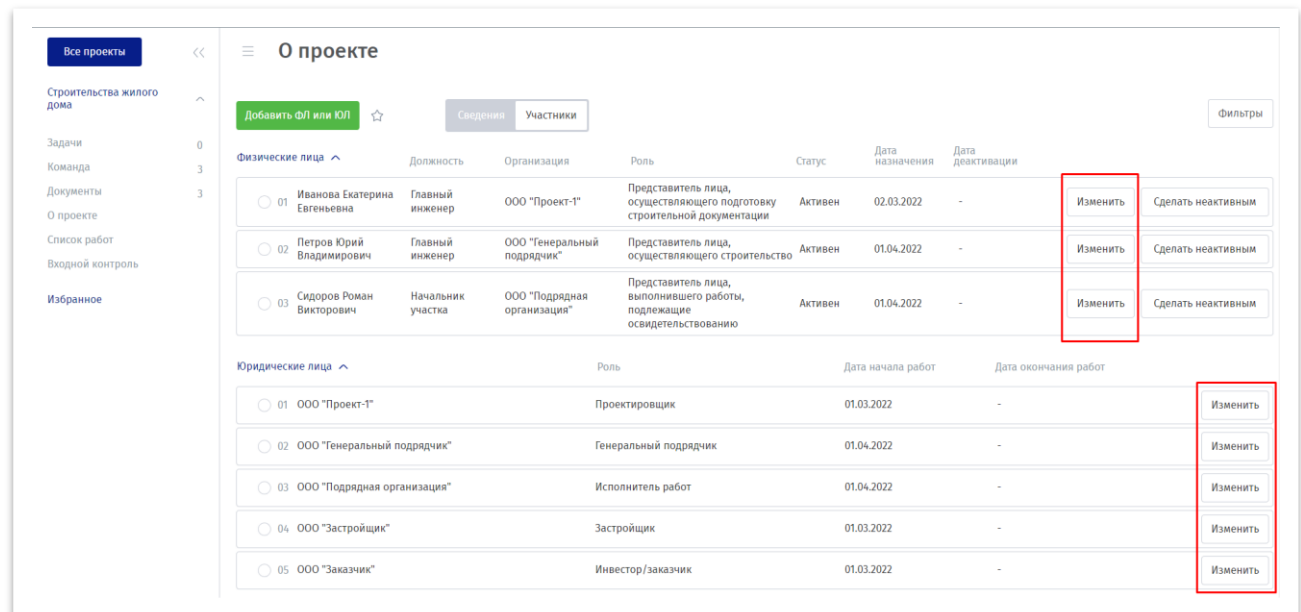 Все проекты
О проекте
Строительства жилого
дома
Добавить ФЛ или ЮЛ
Сведения
Участники
Фильтры
Задачи 0
Команда 3
Документы 3
О проекте
Список работ
Входной контроль
Избранное
Физические лица
Должность
Организация
Роль
Статус
Дата
назначения
Дата
деактивации
01
Иванова Екатерина
Евгеньевна
Главный
инженер
ООО "Проект-1"
Представитель лица,
осуществляющего подготовку
строительной документации
Активен
02.03.2022
-
Изменить
Сделать неактивным
02
Петров Юрий
Владимирович
Главный
инженер
ООО "Генеральный
подрядчик"
Представитель лица,
осуществляющего строительство
Активен
01.04.2022
-
Изменить
Сделать неактивным
03
Сидоров Роман
Викторович
Начальник
участка
ООО "Подрядная
организация"
Представитель лица,
выполнившего работы,
подлежащие
освидетельствованию
Активен
01.04.2022
-
Изменить
Сделать неактивным
Юридические лица
Роль
Дата начала работ
Дата окончания работ
01 ООО "Проект-1" Проектировщик 01.03.2022 - Изменить
02 ООО "Генеральный подрядчик" Генеральный подрядчик 01.04.2022 - Изменить
03 ООО "Подрядная организация" Исполнитель работ 01.04.2022 - Изменить
04 ООО "Застройщик" Застройщик 01.03.2022 - Изменить
05 ООО "Заказчик" Инвестор/заказчик 01.03.2022 - Изменить